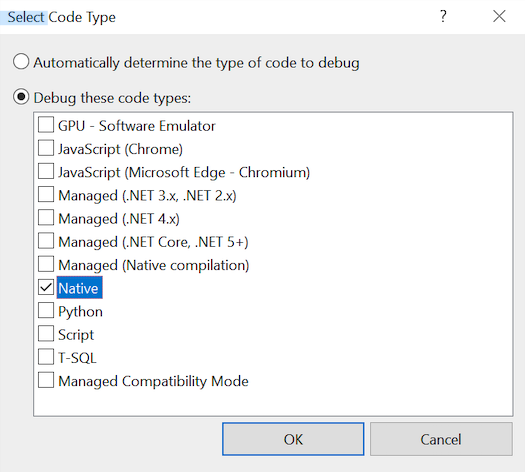 Select Code Type
?
Automatically determine the type of code to debug
Debug these code types:
GPU - Software Emulator
JavaScript (Chrome)
JavaScript (Microsoft Edge - Chromium)
Managed (.NET 3.x, .NET 2.x)
Managed (.NET 4.x)
Managed (.NET Core, .NET 5+)
Managed (Native compilation)
Native
Python
Script
T-SQL
Managed Compatibility Mode
OK Cancel